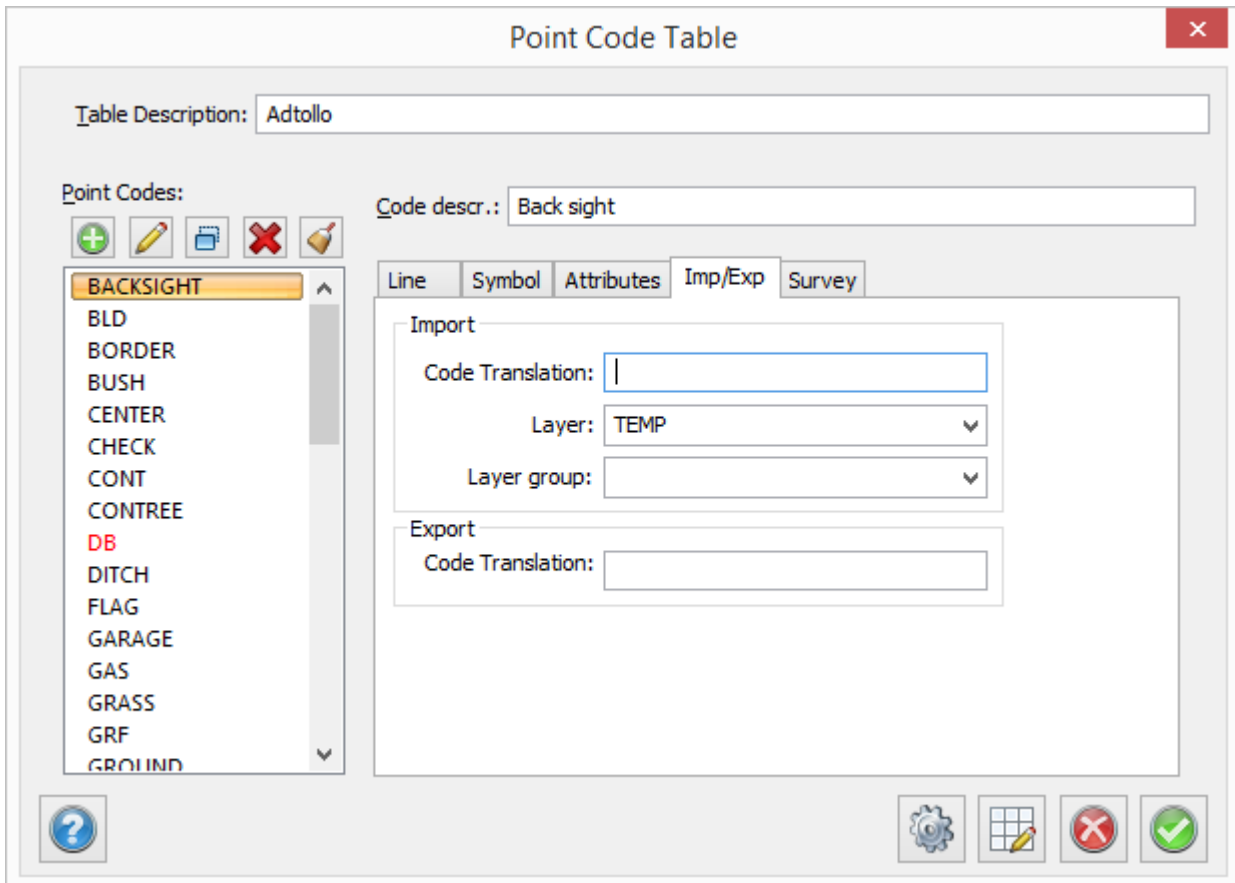 Point Code Table
Table Description: Adtollo
Point Codes:
Code descr.: Back sight
BACKSIGHT
BLD
BORDER
BUSH
CENTER
CHECK
CONT
CONTREE
DB
DITCH
FLAG
GARAGE
GAS
GRASS
GRF
GROUND
Line Symbol Attributes Imp/Exp Survey
Import
Code Translation:
Layer: TEMP
Layer group:
Export
Code Translation: